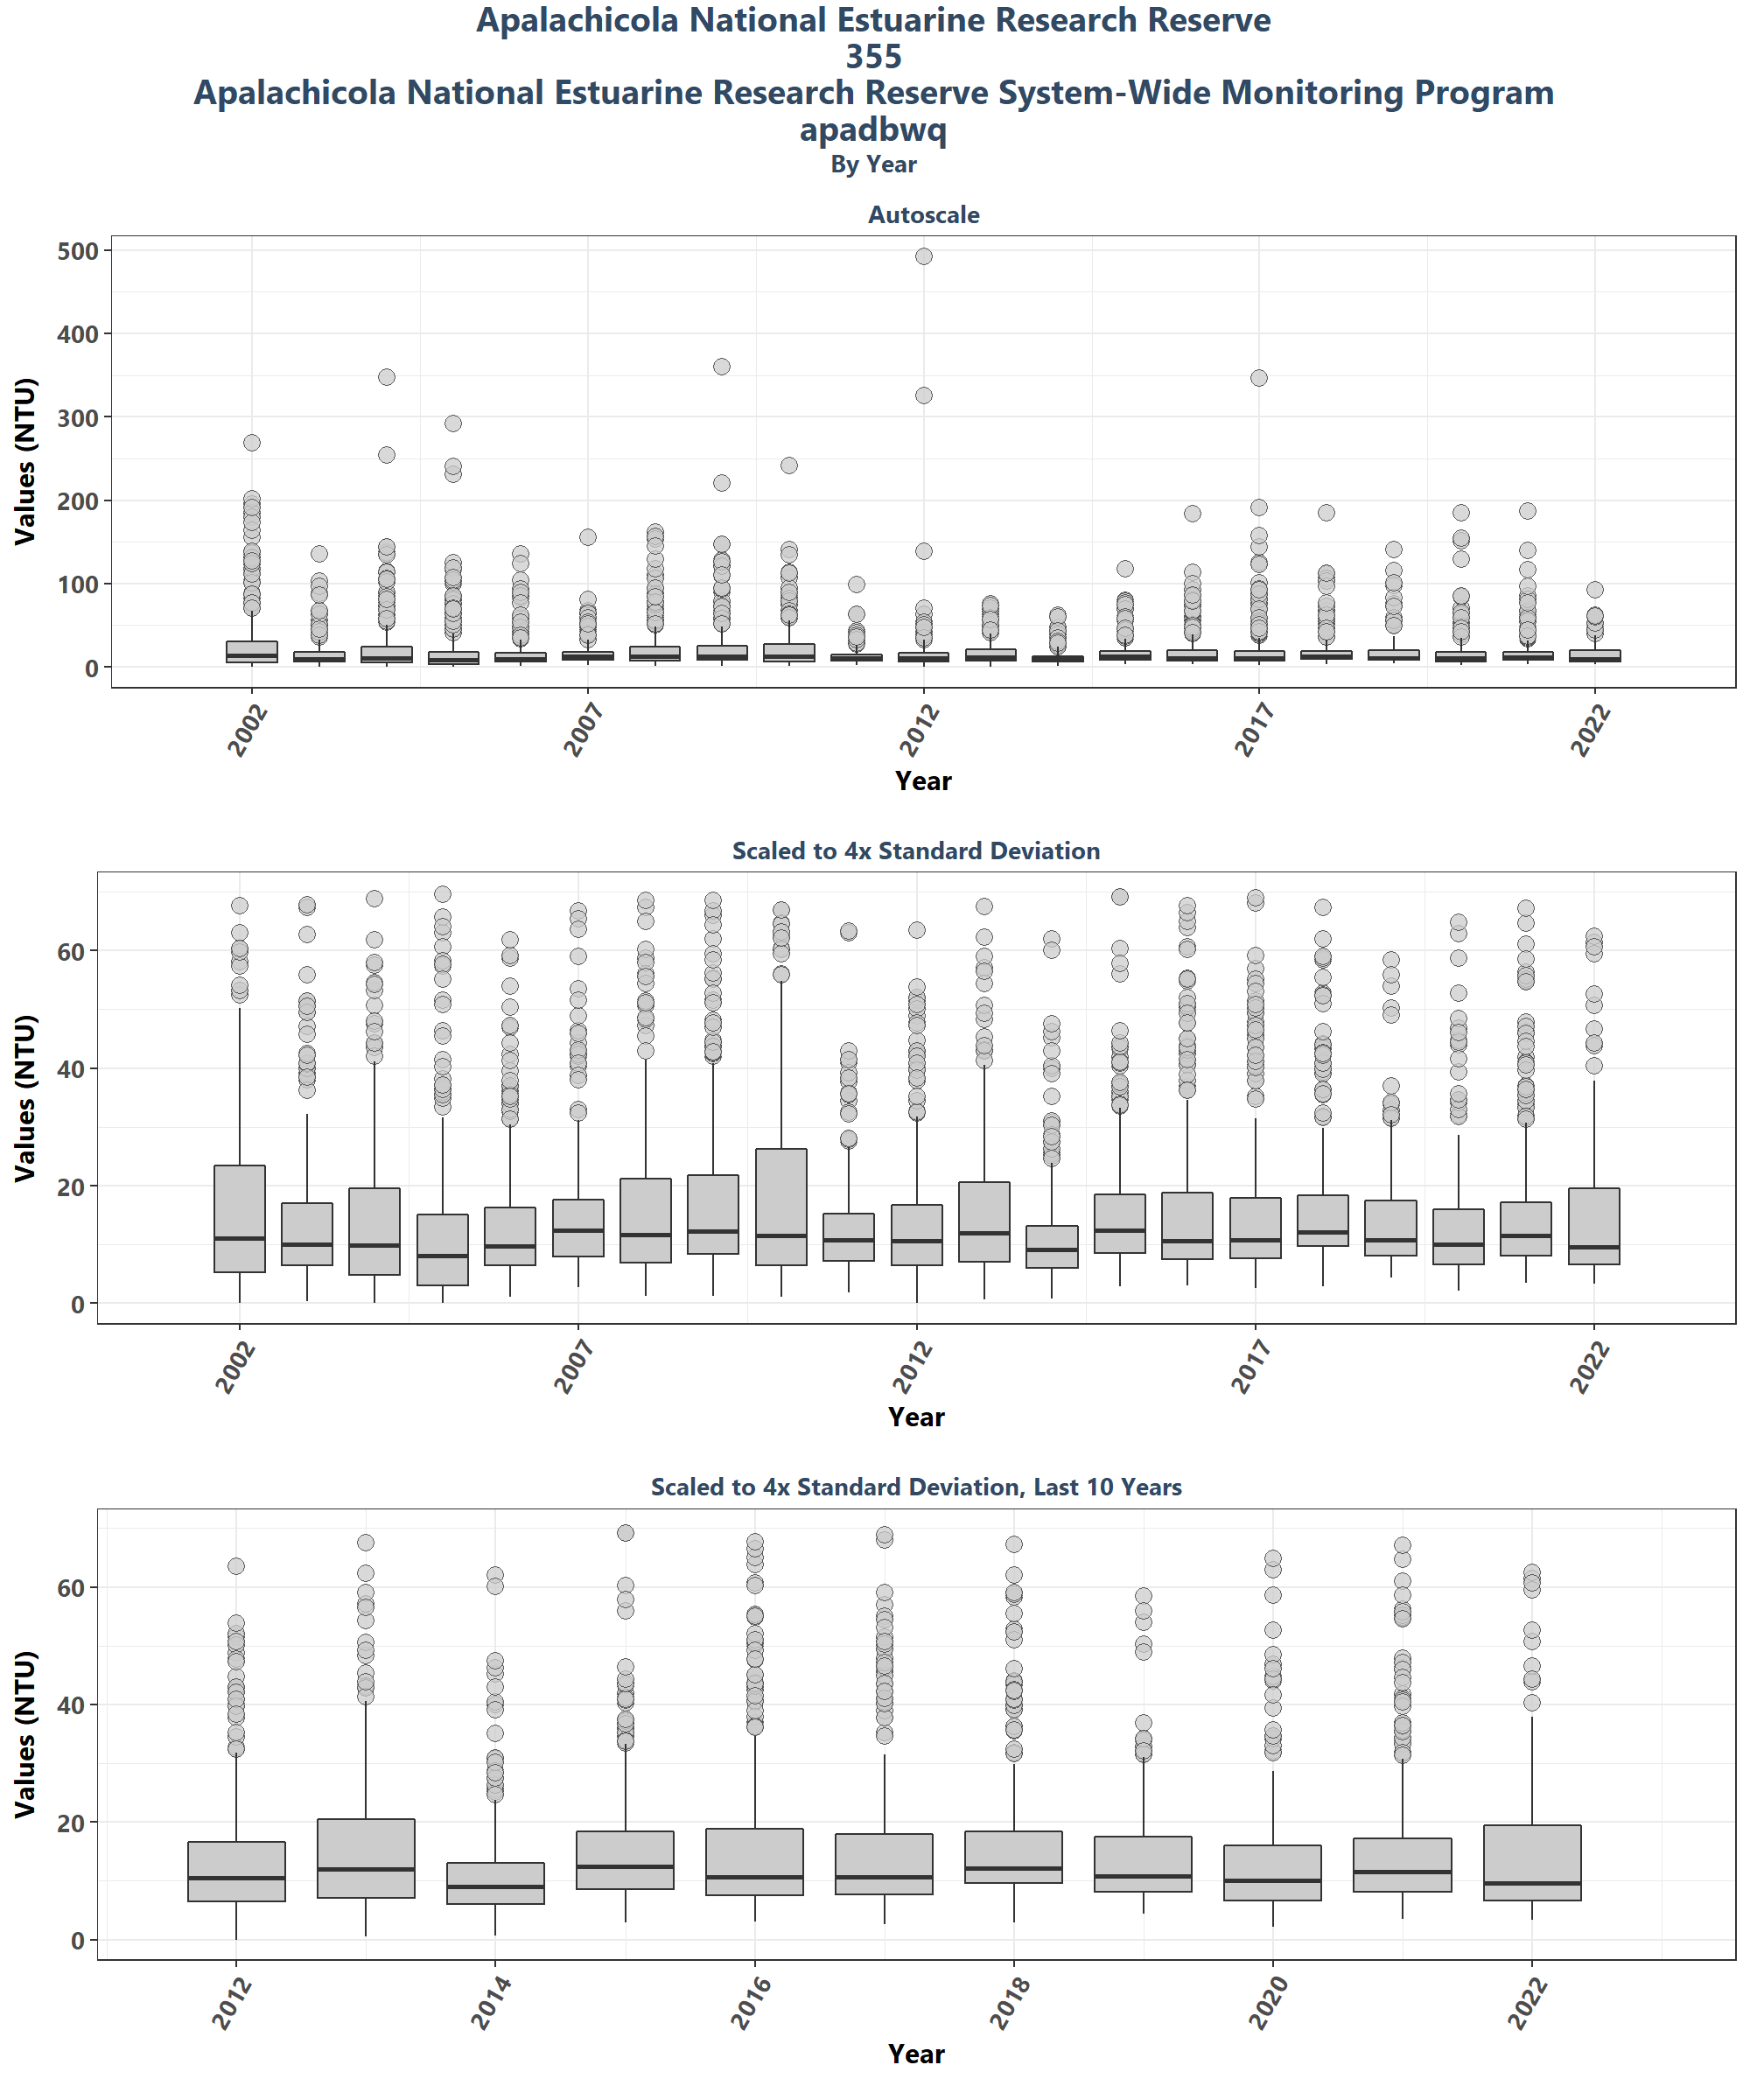 Apalachicola National Estuarine Research Reserve
355
Apalachicola National Estuarine Research Reserve System-Wide Monitoring Program
apadbwq
By Year
Autoscale
Values (NTU)
500
400
300
200
100
0
2002
2007
2012
2017
2022
Year
Scaled to 4x Standard Deviation
Values (NTU)
60
40
20
0
2002
2007
2012
2017
2022
Year
Scaled to 4x Standard Deviation, Last 10 Years
Values (NTU)
60
40
20
0
2012
2014
2016
2018
2020
2022
Year